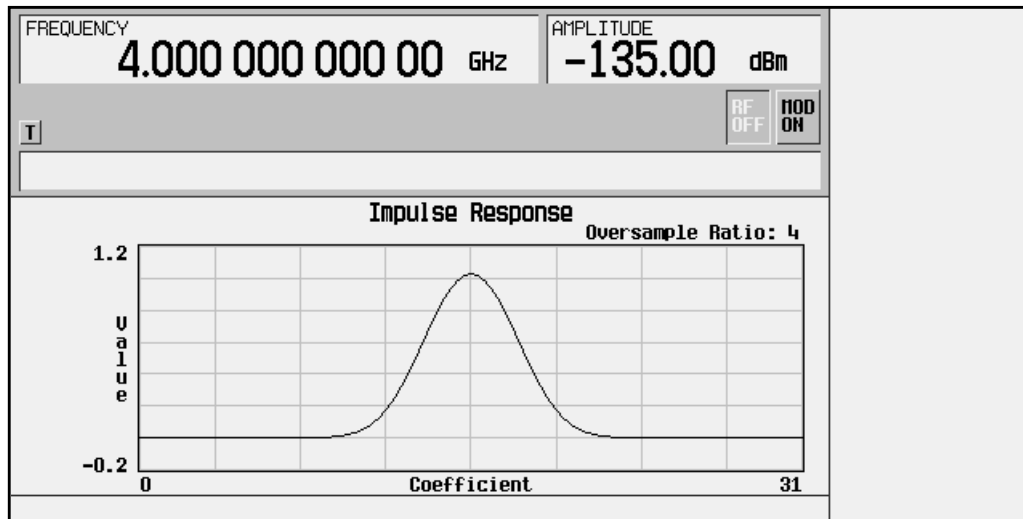 FREQUENCY
4.000 000 000 00 GHz
AMPLITUDE
-135.00 dBm
RF OFF
MOD ON
T
Impulse Response
Oversample Ratio: 4
1.2
Value
-0.2
0
Coefficient
31